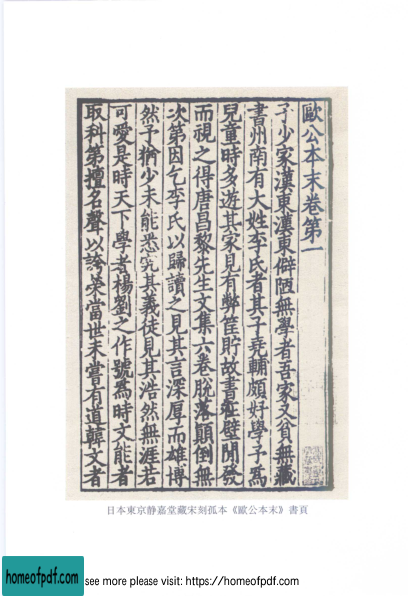 歐公本末卷第一
予少家漢東漢東僻陋無學者吾家又貧無藏
書州南有大姓李氏者其子堯輔頗好學予爲
兒童時多遊其家見有弊筐貯故書在壁間發
而視之得唐昌黎先生文集六卷脫落顛倒無
次第因乞李氏以歸讀之見其言深厚而雄博
然予猶少未能悉究其義徒見其浩然無涯若
可愛是時天下學者楊劉之作號爲時文能者
取科第擅名聲以誇榮當世未嘗有道韓文者
日本東京靜嘉堂藏宋刻孤本《歐公本末》書頁
homeofpdf.com
see more please visit: https://homeofpdf.com